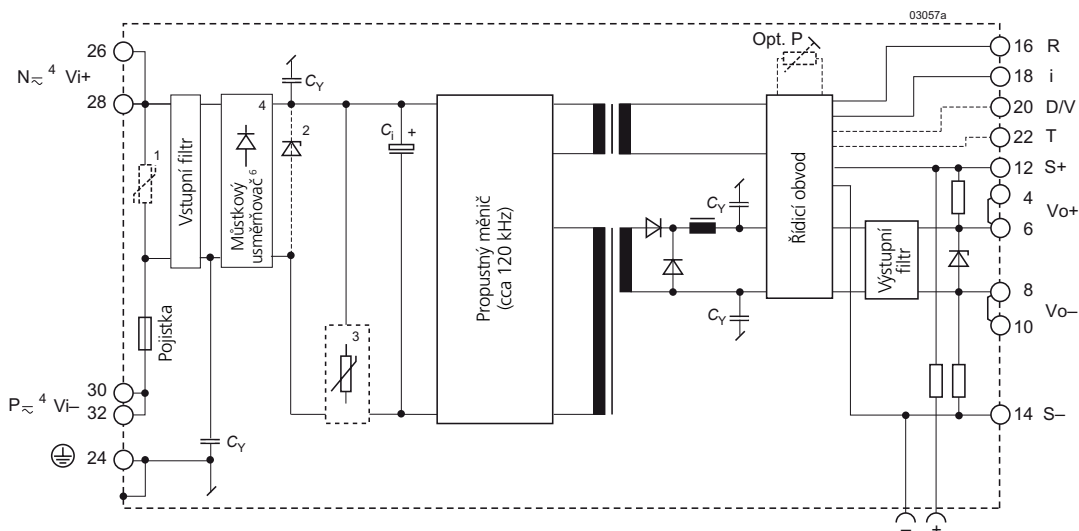 03057a
26
N≂ 4 Vi+
28
1
Vstupní filtr
4
Můstkový
usměrňovač 6
CY
2
3
Ci +
Pojistka
30
P≂ 4 Vi–
32
24
CY
Propustný měnič
(cca 120 kHz)
CY
CY
Opt. P
Řídicí obvod
Výstupní
filtr
16 R
18 i
20 D/V
22 T
12 S+
4
Vo+
6
8
Vo–
10
14 S–
– +